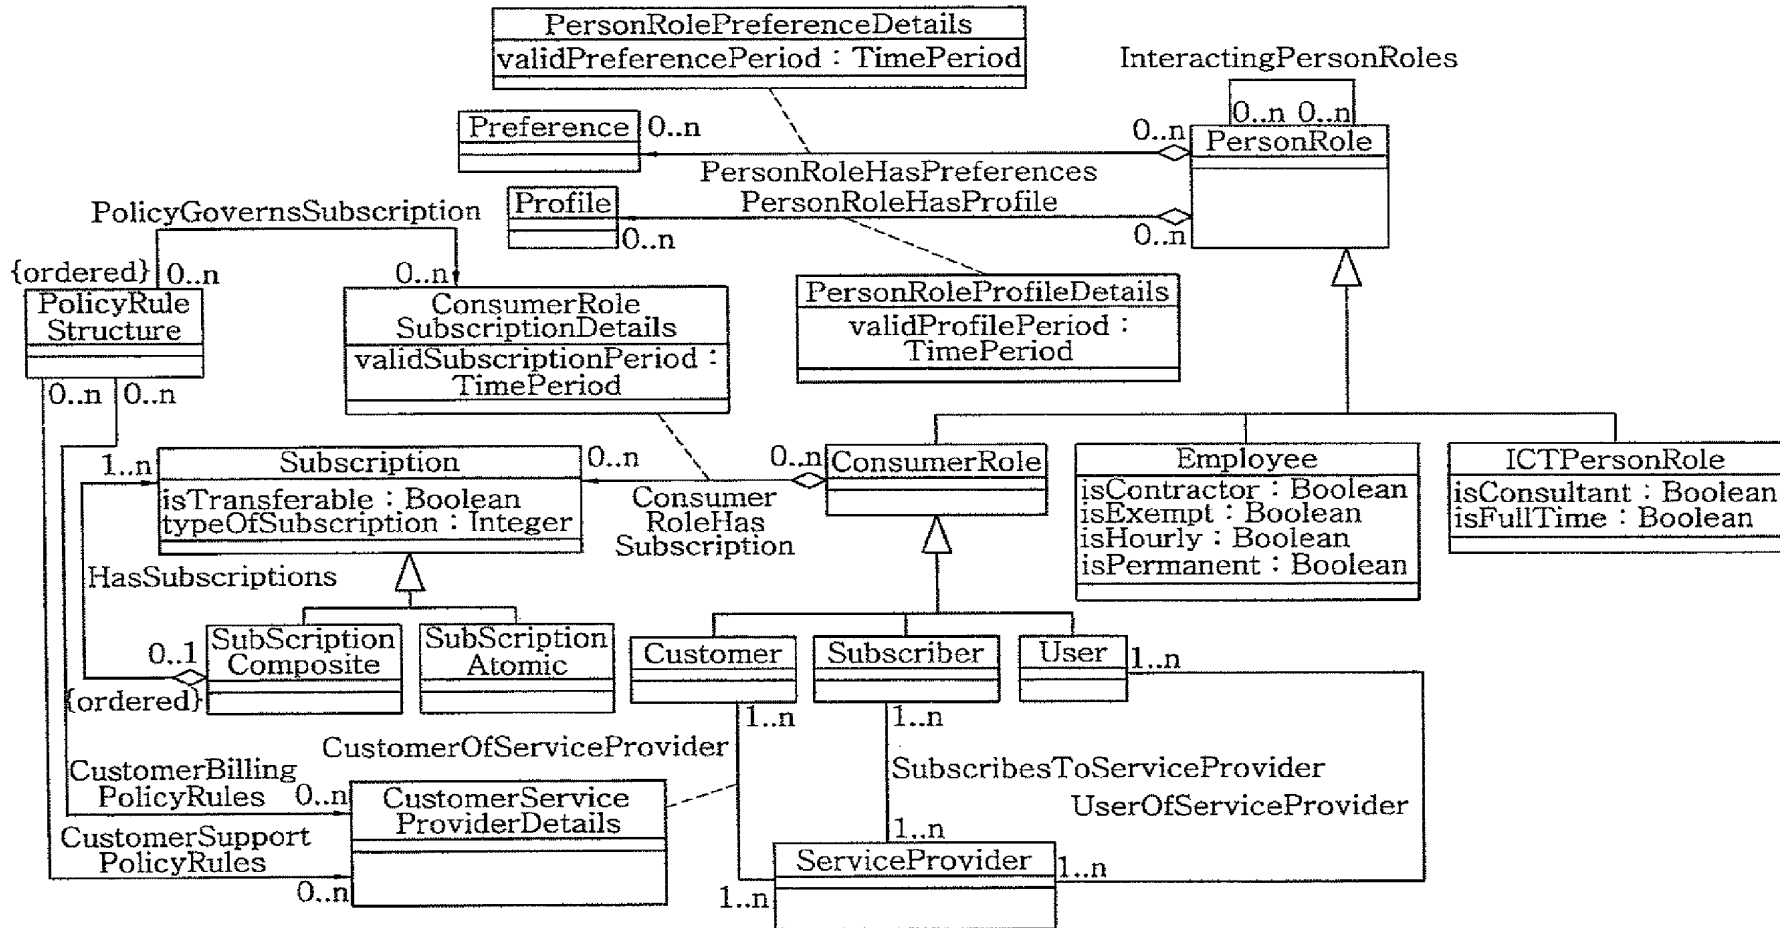 PersonRolePreferenceDetails
validPreferencePeriod : TimePeriod
InteractingPersonRoles
0..n 0..n
Preference
0..n
0..n
PersonRole
PersonRoleHasPreferences
Profile
PersonRoleHasProfile
0..n
0..n
PolicyGovernsSubscription
{ordered}
0..n
0..n
PolicyRule
Structure
0..n 0..n
ConsumerRole
SubscriptionDetails
validSubscriptionPeriod :
TimePeriod
PersonRoleProfileDetails
validProfilePeriod :
TimePeriod
1..n
Subscription
isTransferable : Boolean
typeOfSubscription : Integer
0..n
0..n
Consumer
RoleHas
Subscription
ConsumerRole
Employee
isContractor : Boolean
isExempt : Boolean
isHourly : Boolean
isPermanent : Boolean
ICTPersonRole
isConsultant : Boolean
isFullTime : Boolean
HasSubscriptions
0..1
{ordered}
SubScription
Composite
SubScription
Atomic
Customer
Subscriber
User
1..n
1..n
1..n
CustomerOfServiceProvider
SubscribesToServiceProvider
UserOfServiceProvider
CustomerBilling
PolicyRules
0..n
CustomerSupport
PolicyRules
0..n
CustomerService
ProviderDetails
1..n
ServiceProvider
1..n
1..n